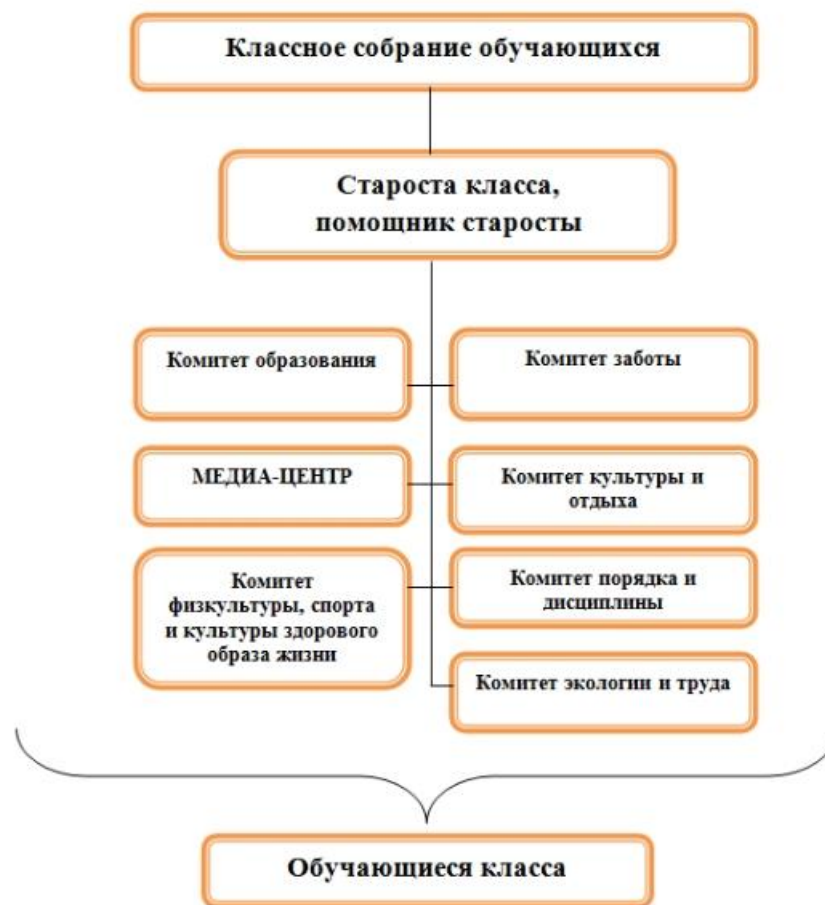 Классное собрание обучающихся
Староста класса,
помощник старосты
Комитет образования
Комитет заботы
МЕДИА-ЦЕНТР
Комитет культуры и
отдыха
Комитет
физкультуры, спорта
и культуры здорового
образа жизни
Комитет порядка и
дисциплины
Комитет экологии и труда
Обучающиеся класса